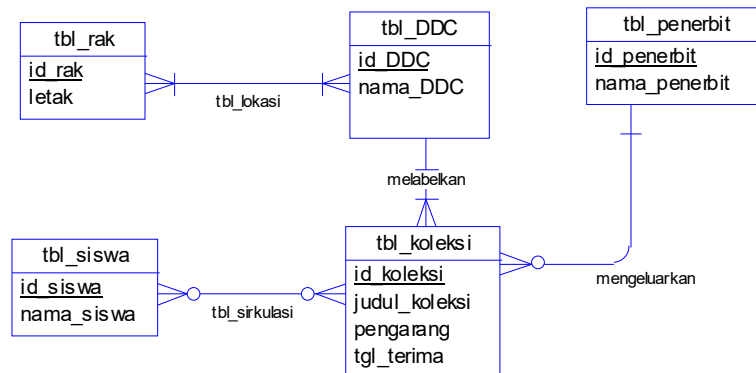 tbl_rak
id_rak
letak
tbl_lokasi
tbl_DDC
id_DDC
nama_DDC
tbl_penerbit
id_penerbit
nama_penerbit
melabelkan
mengeluarkan
tbl_siswa
id_siswa
nama_siswa
tbl_sirkulasi
tbl_koleksi
id_koleksi
judul_koleksi
pengarang
tgl_terima